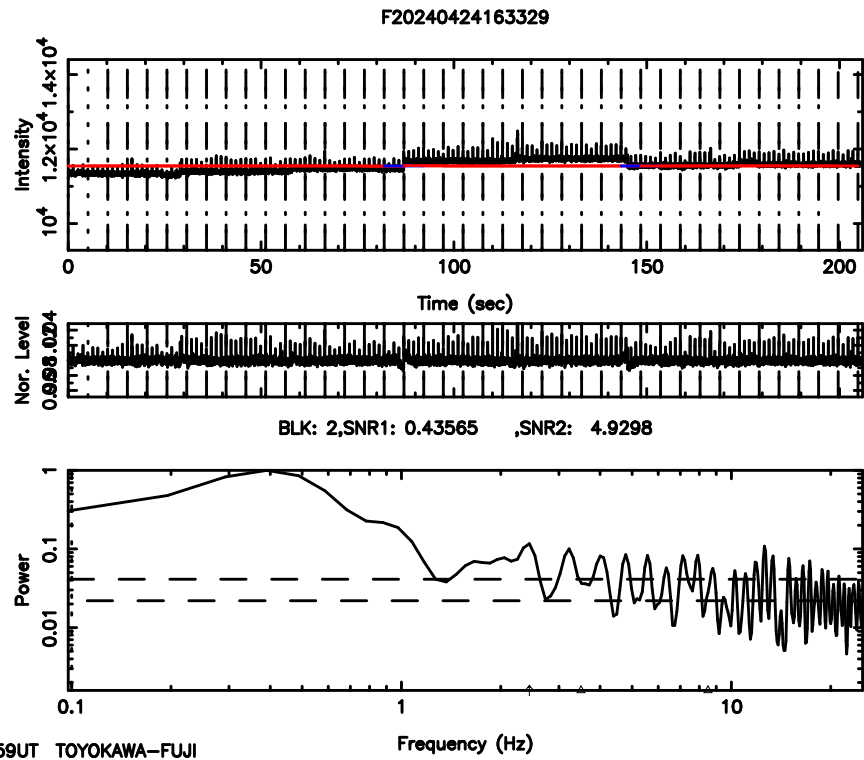 F20240424163329
Intensity
10⁴ 1.2×10⁴ 1.4×10⁴
0 50 100 150 200
Time (sec)
Nor. Level
BLK: 2,SNR1: 0.43565 ,SNR2: 4.9298
Power
1
0.1
0.01
0.1 1 10
Frequency (Hz)
59UT TOYOKAWA-FUJI